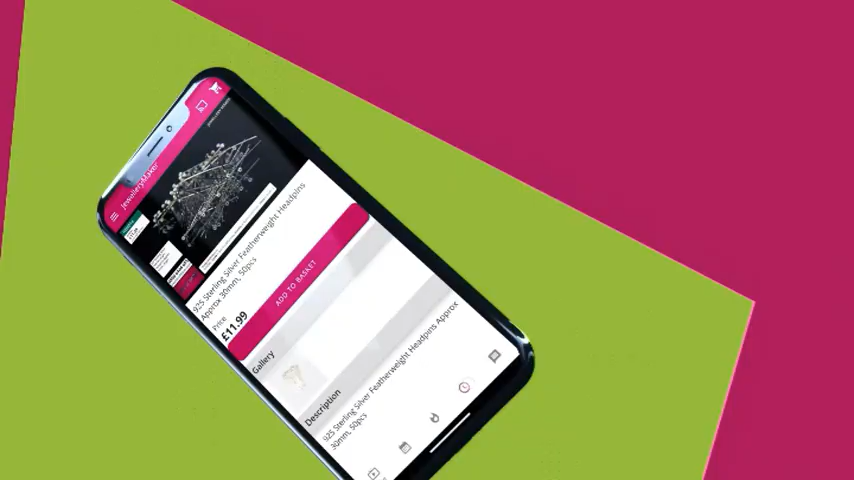 JewelleryMaker
925 Sterling Silver Featherweight Headpins
Approx 30mm, 50pcs
Price
£11.99
ADD TO BASKET
Gallery
Description
925 Sterling Silver Featherweight Headpins Approx
30mm, 50pcs